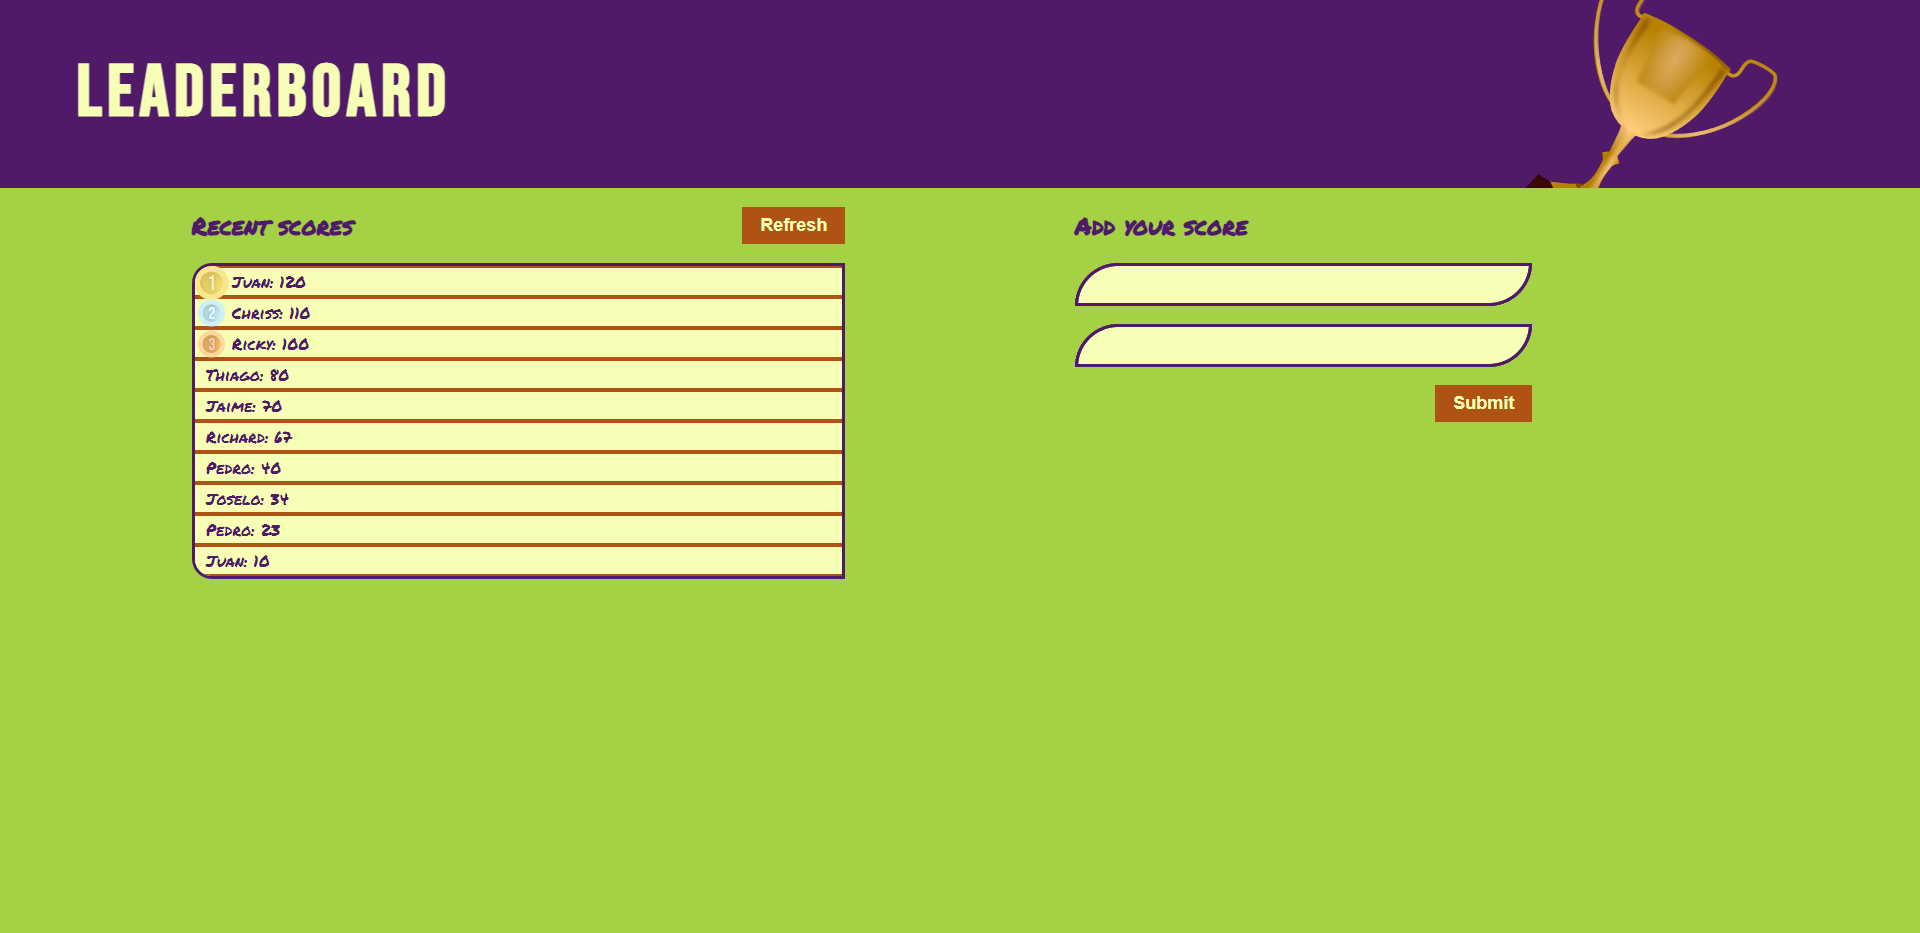 LEADERBOARD
Recent scores
Refresh
1 Juan: 120
2 Chriss: 110
3 Ricky: 100
Thiago: 80
Jaime: 70
Richard: 67
Pedro: 40
Joselo: 34
Pedro: 23
Juan: 10
Add your score
Submit